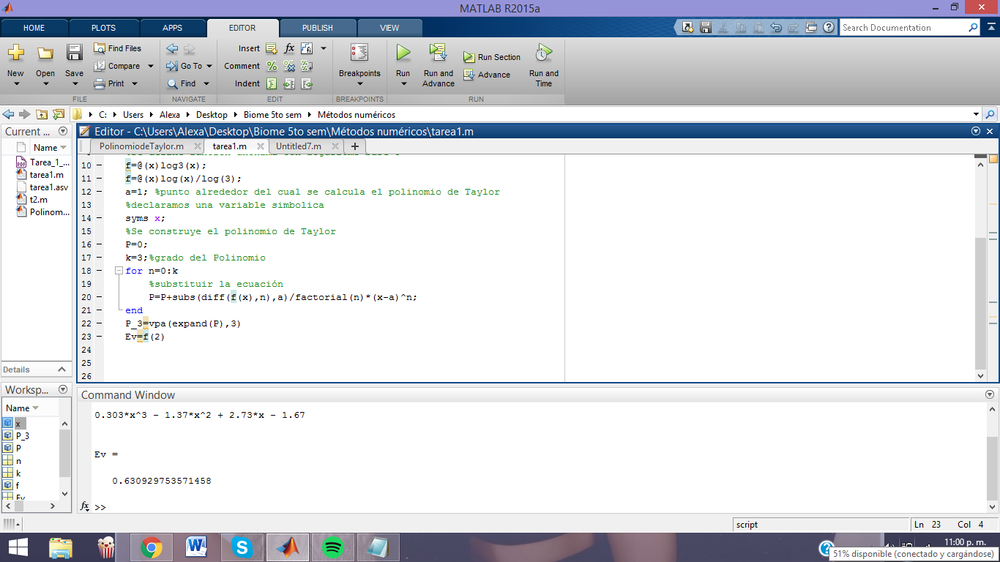 MATLAB R2015a
HOME PLOTS APPS EDITOR PUBLISH VIEW
Search Documentation
New Open Save
Find Files
Compare
Print
Go To
Find
Insert fx
Comment
Indent
Breakpoints
Run
Run and Advance
Run Section
Advance
Run and Time
FILE NAVIGATE EDIT BREAKPOINTS RUN
C: Users Alexa Desktop Biome 5to sem Métodos numéricos
Current ...
Name
Tarea_1_...
tarea1.m
tarea1.asv
t2.m
Polinom...
Details
Worksp...
Name
x
P_3
P
n
k
f
Ev
Editor - C:\Users\Alexa\Desktop\Biome 5to sem\Métodos numéricos\tarea1.m
PolinomiodeTaylor.m tarea1.m Untitled7.m
10 f=@(x)log3(x);
11 f=@(x)log(x)/log(3);
12 a=1; %punto alrededor del cual se calcula el polinomio de Taylor
13 %declaramos una variable simbolica
14 syms x;
15 %Se construye el polinomio de Taylor
16 P=0;
17 k=3;%grado del Polinomio
18 for n=0:k
19 %substituir la ecuación
20 P=P+subs(diff(f(x),n),a)/factorial(n)*(x-a)^n;
21 end
22 P_3=vpa(expand(P),3)
23 Ev=f(2)
24
25
26
Command Window
0.303*x^3 - 1.37*x^2 + 2.73*x - 1.67
Ev =
0.630929753571458
fx >>
script Ln 23 Col 4
11:00 p. m.
51% disponible (conectado y cargándose)